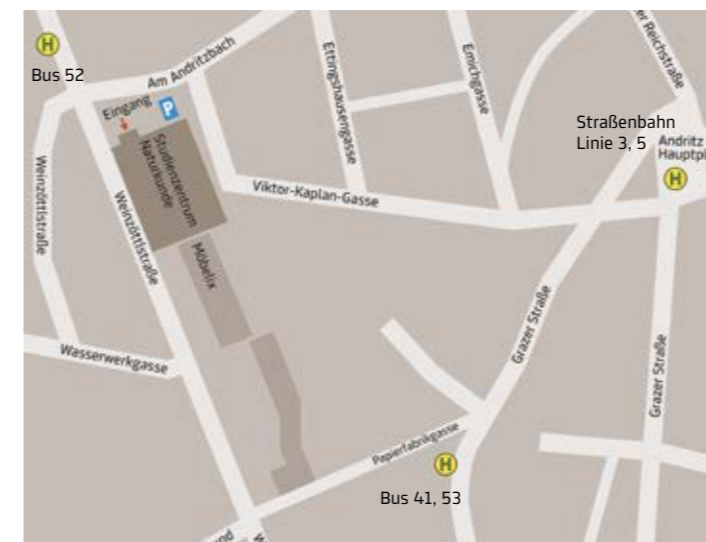 H
Bus 52
Am Andritzbach
Eingang
P
Studienzentrum
Naturkunde
Möbelix
Weinzöttlstraße
Weinzöttlstraße
Wasserwerkgasse
Ettingshausengasse
Emichgasse
Viktor-Kaplan-Gasse
er Reichstraße
Straßenbahn
Linie 3, 5
Andritz
Hauptpl
H
Grazer Straße
Grazer Straße
Papierfabrikgasse
H
Bus 41, 53